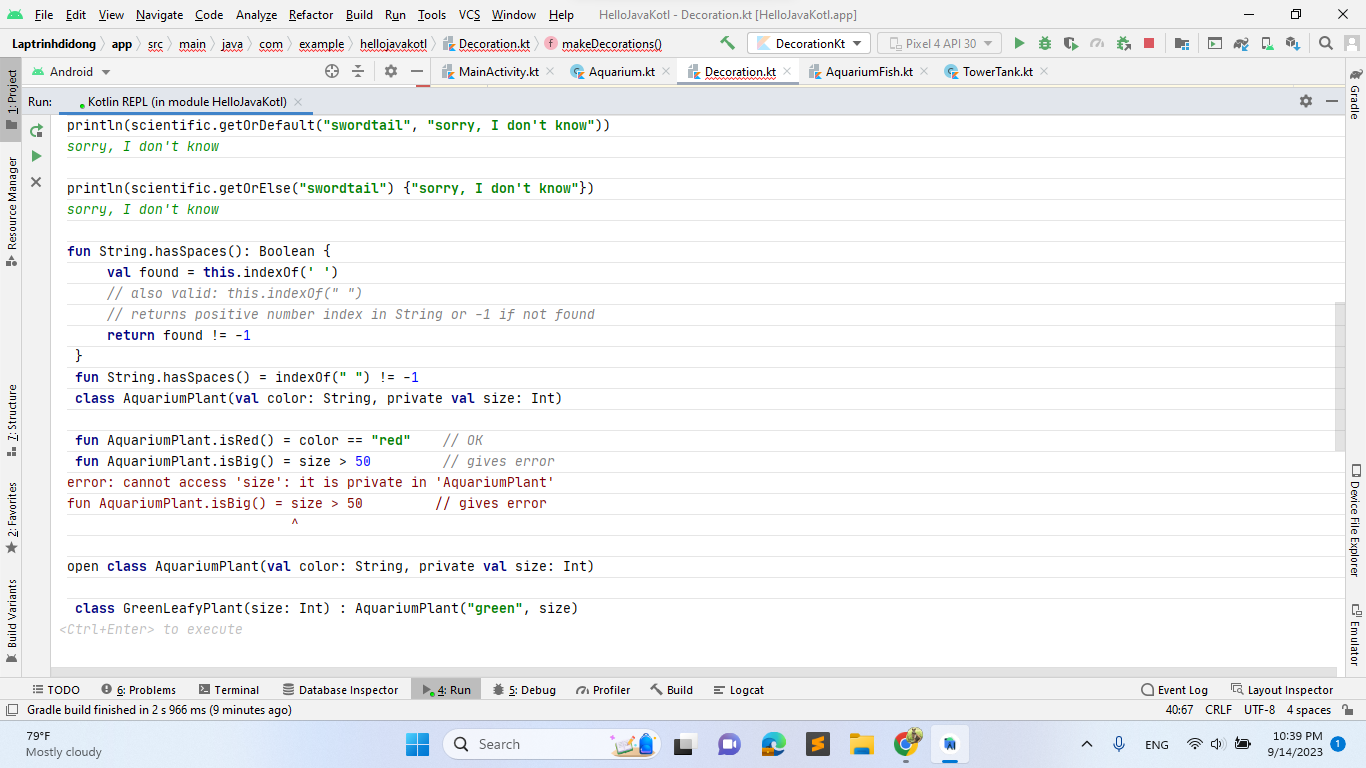 File Edit View Navigate Code Analyze Refactor Build Run Tools VCS Window Help HelloJavaKotl - Decoration.kt [HelloJavaKotl.app]
Laptrinhdidong app src main java com example hellojavakotl Decoration.kt makeDecorations() DecorationKt Pixel 4 API 30
Android MainActivity.kt Aquarium.kt Decoration.kt AquariumFish.kt TowerTank.kt
Run: Kotlin REPL (in module HelloJavaKotl)
println(scientific.getOrDefault("swordtail", "sorry, I don't know"))
sorry, I don't know
println(scientific.getOrElse("swordtail") {"sorry, I don't know"})
sorry, I don't know
fun String.hasSpaces(): Boolean {
val found = this.indexOf(' ')
// also valid: this.indexOf(" ")
// returns positive number index in String or -1 if not found
return found != -1
}
fun String.hasSpaces() = indexOf(" ") != -1
class AquariumPlant(val color: String, private val size: Int)
fun AquariumPlant.isRed() = color == "red" // OK
fun AquariumPlant.isBig() = size > 50 // gives error
error: cannot access 'size': it is private in 'AquariumPlant'
fun AquariumPlant.isBig() = size > 50 // gives error
^
open class AquariumPlant(val color: String, private val size: Int)
class GreenLeafyPlant(size: Int) : AquariumPlant("green", size)
<Ctrl+Enter> to execute
1: Project
Resource Manager
7: Structure
2: Favorites
Build Variants
Gradle
Device File Explorer
Emulator
TODO 6: Problems Terminal Database Inspector 4: Run 5: Debug Profiler Build Logcat Event Log Layout Inspector
Gradle build finished in 2 s 966 ms (9 minutes ago) 40:67 CRLF UTF-8 4 spaces
79°F
Mostly cloudy
Search
ENG
10:39 PM
9/14/2023
1